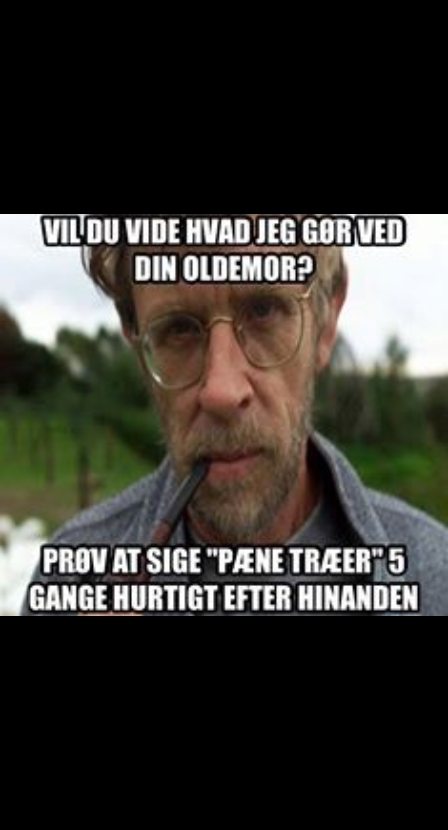 VIL DU VIDE HVAD JEG GØR VED
DIN OLDEMOR?
PRØV AT SIGE "PÆNE TRÆER" 5
GANGE HURTIGT EFTER HINANDEN